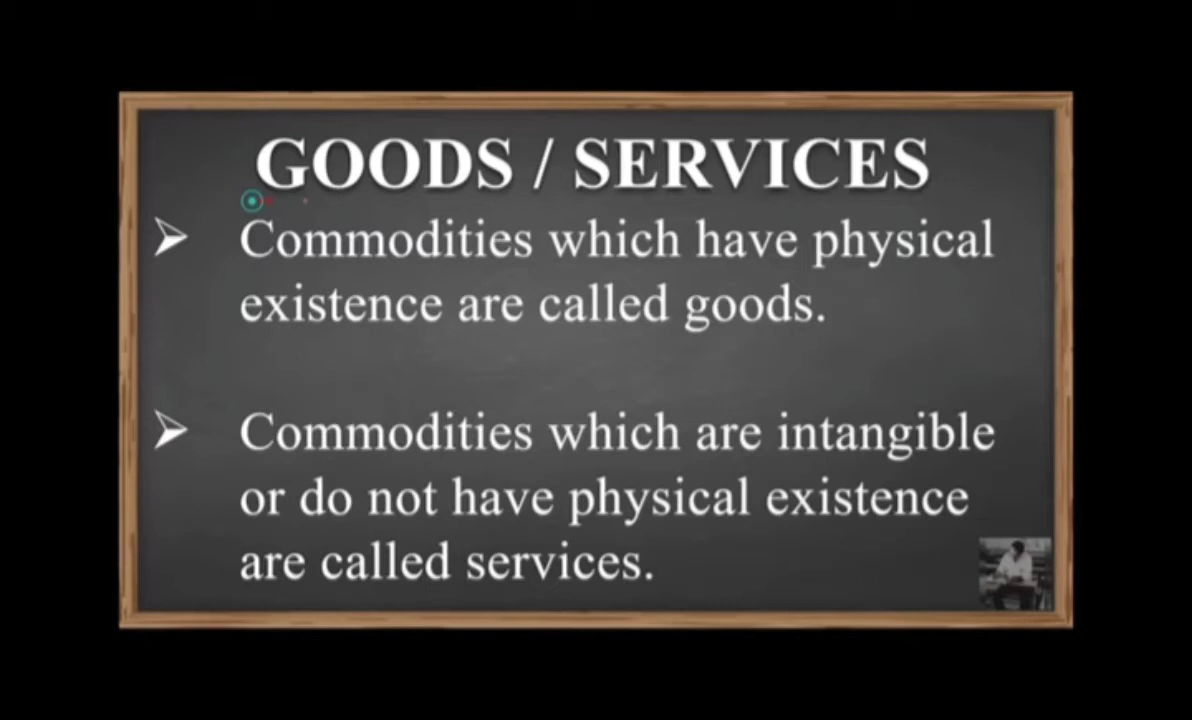 GOODS / SERVICES
Commodities which have physical
existence are called goods.
Commodities which are intangible
or do not have physical existence
are called services.